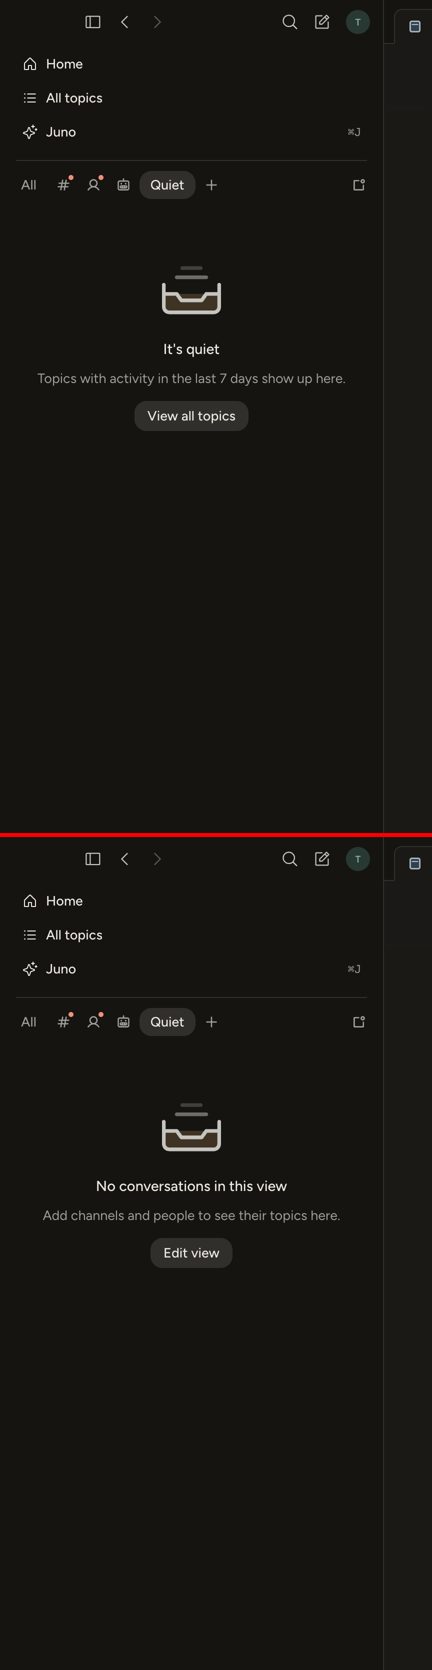 T
Home
All topics
Juno ⌘J
All Quiet
It's quiet
Topics with activity in the last 7 days show up here.
View all topics
T
Home
All topics
Juno ⌘J
All Quiet
No conversations in this view
Add channels and people to see their topics here.
Edit view